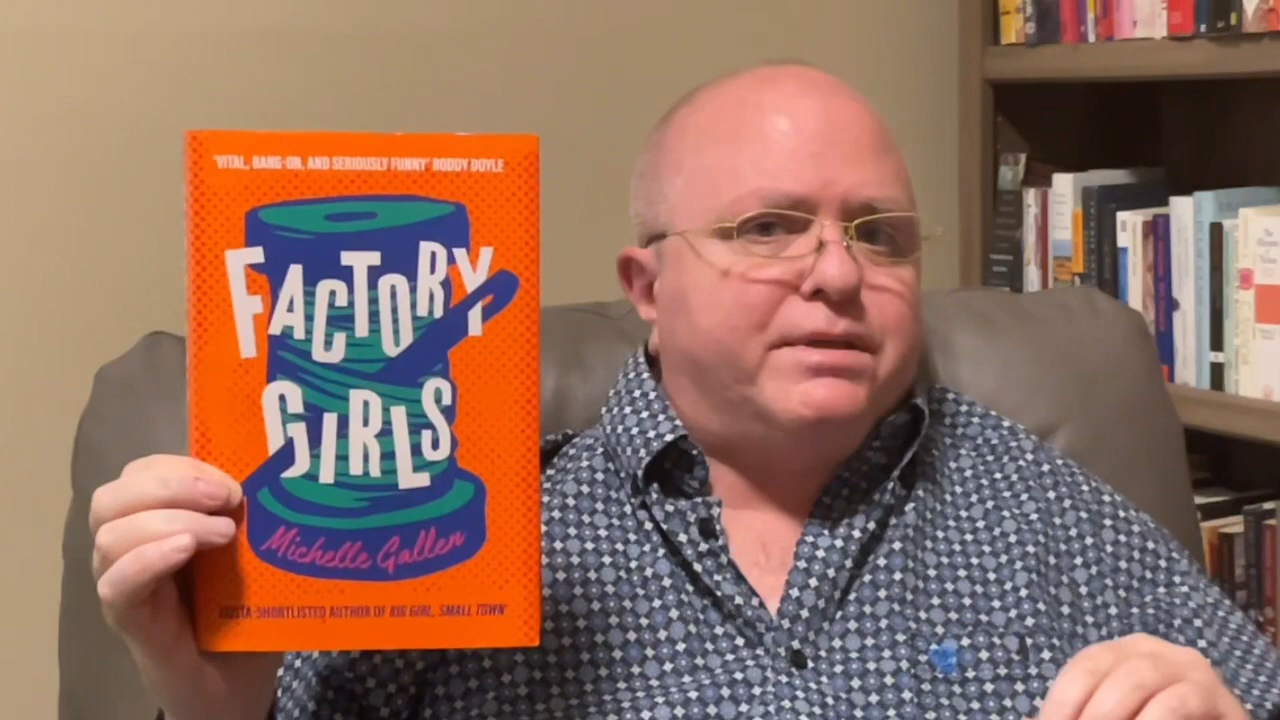 'VITAL, BANG-ON, AND SERIOUSLY FUNNY' RODDY DOYLE
FACTORY
GIRLS
Michelle Gallen
COSTA-SHORTLISTED AUTHOR OF BIG GIRL, SMALL TOWN